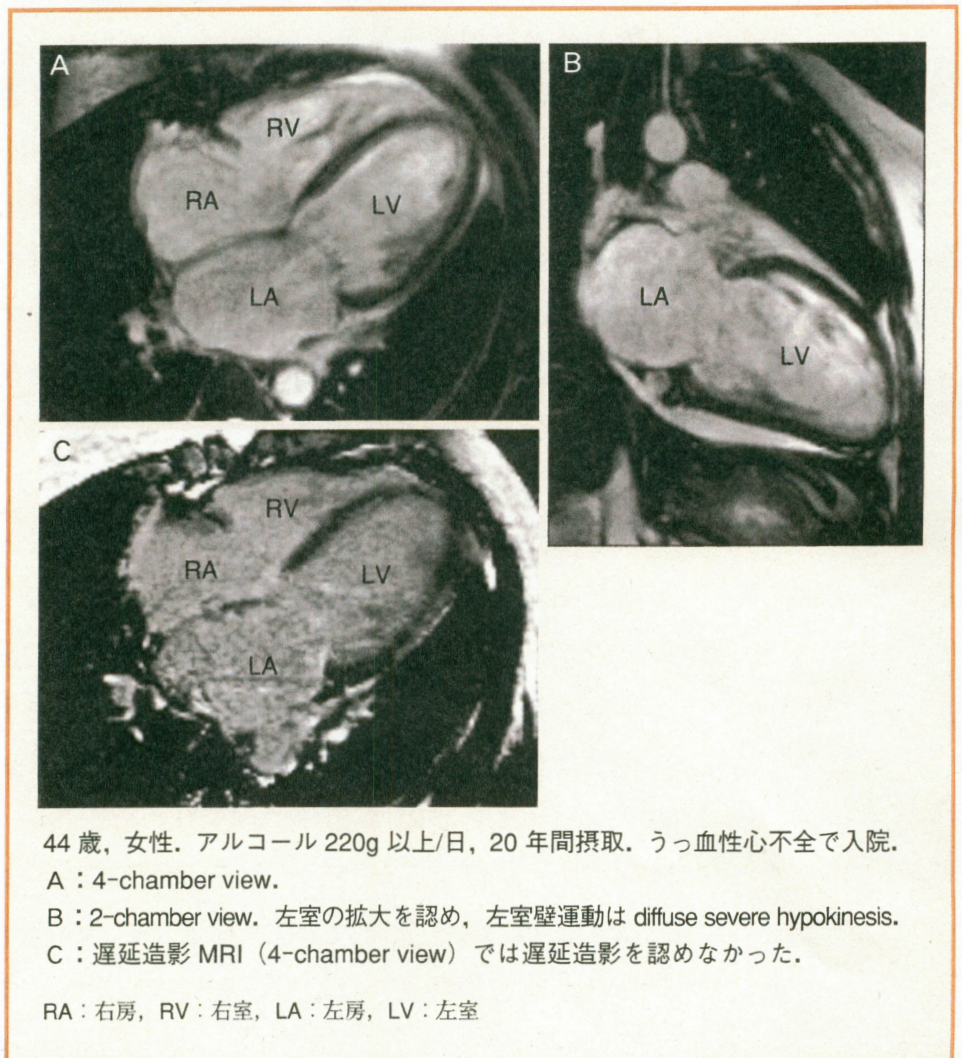 A
RV
RA
LV
LA
B
LA
LV
C
RV
RA
LV
LA
44 歳，女性．アルコール 220g 以上/日，20 年間摂取．うっ血性心不全で入院．
A：4-chamber view.
B：2-chamber view. 左室の拡大を認め，左室壁運動は diffuse severe hypokinesis.
C：遅延造影 MRI（4-chamber view）では遅延造影を認めなかった．
RA：右房，RV：右室，LA：左房，LV：左室